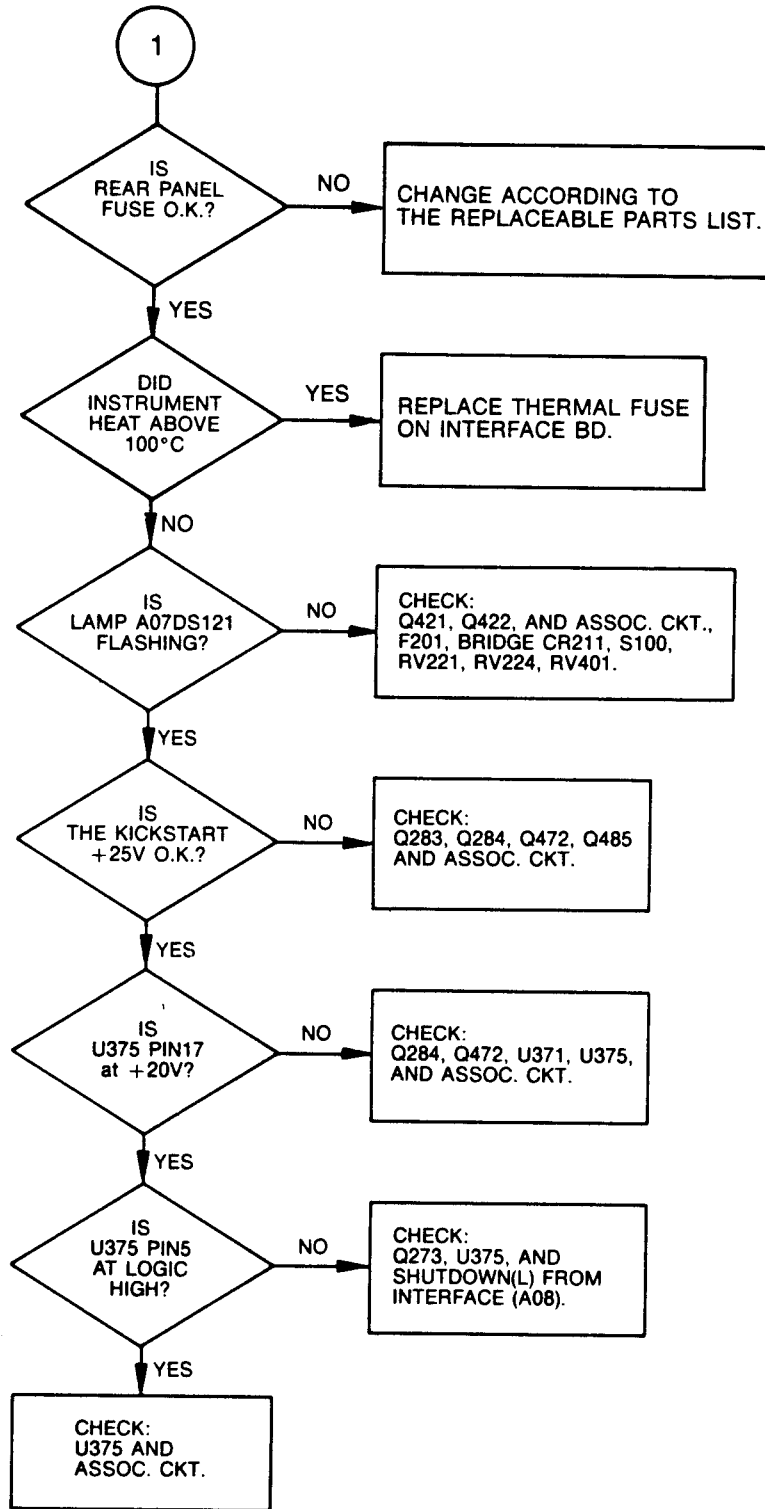 1
IS
REAR PANEL
FUSE O.K.?
NO
CHANGE ACCORDING TO
THE REPLACEABLE PARTS LIST.
YES
DID
INSTRUMENT
HEAT ABOVE
100°C
YES
REPLACE THERMAL FUSE
ON INTERFACE BD.
NO
IS
LAMP A07DS121
FLASHING?
NO
CHECK:
Q421, Q422, AND ASSOC. CKT.,
F201, BRIDGE CR211, S100,
RV221, RV224, RV401.
YES
IS
THE KICKSTART
+25V O.K.?
NO
CHECK:
Q283, Q284, Q472, Q485
AND ASSOC. CKT.
YES
IS
U375 PIN17
at +20V?
NO
CHECK:
Q284, Q472, U371, U375,
AND ASSOC. CKT.
YES
IS
U375 PIN5
AT LOGIC
HIGH?
NO
CHECK:
Q273, U375, AND
SHUTDOWN(L) FROM
INTERFACE (A08).
YES
CHECK:
U375 AND
ASSOC. CKT.